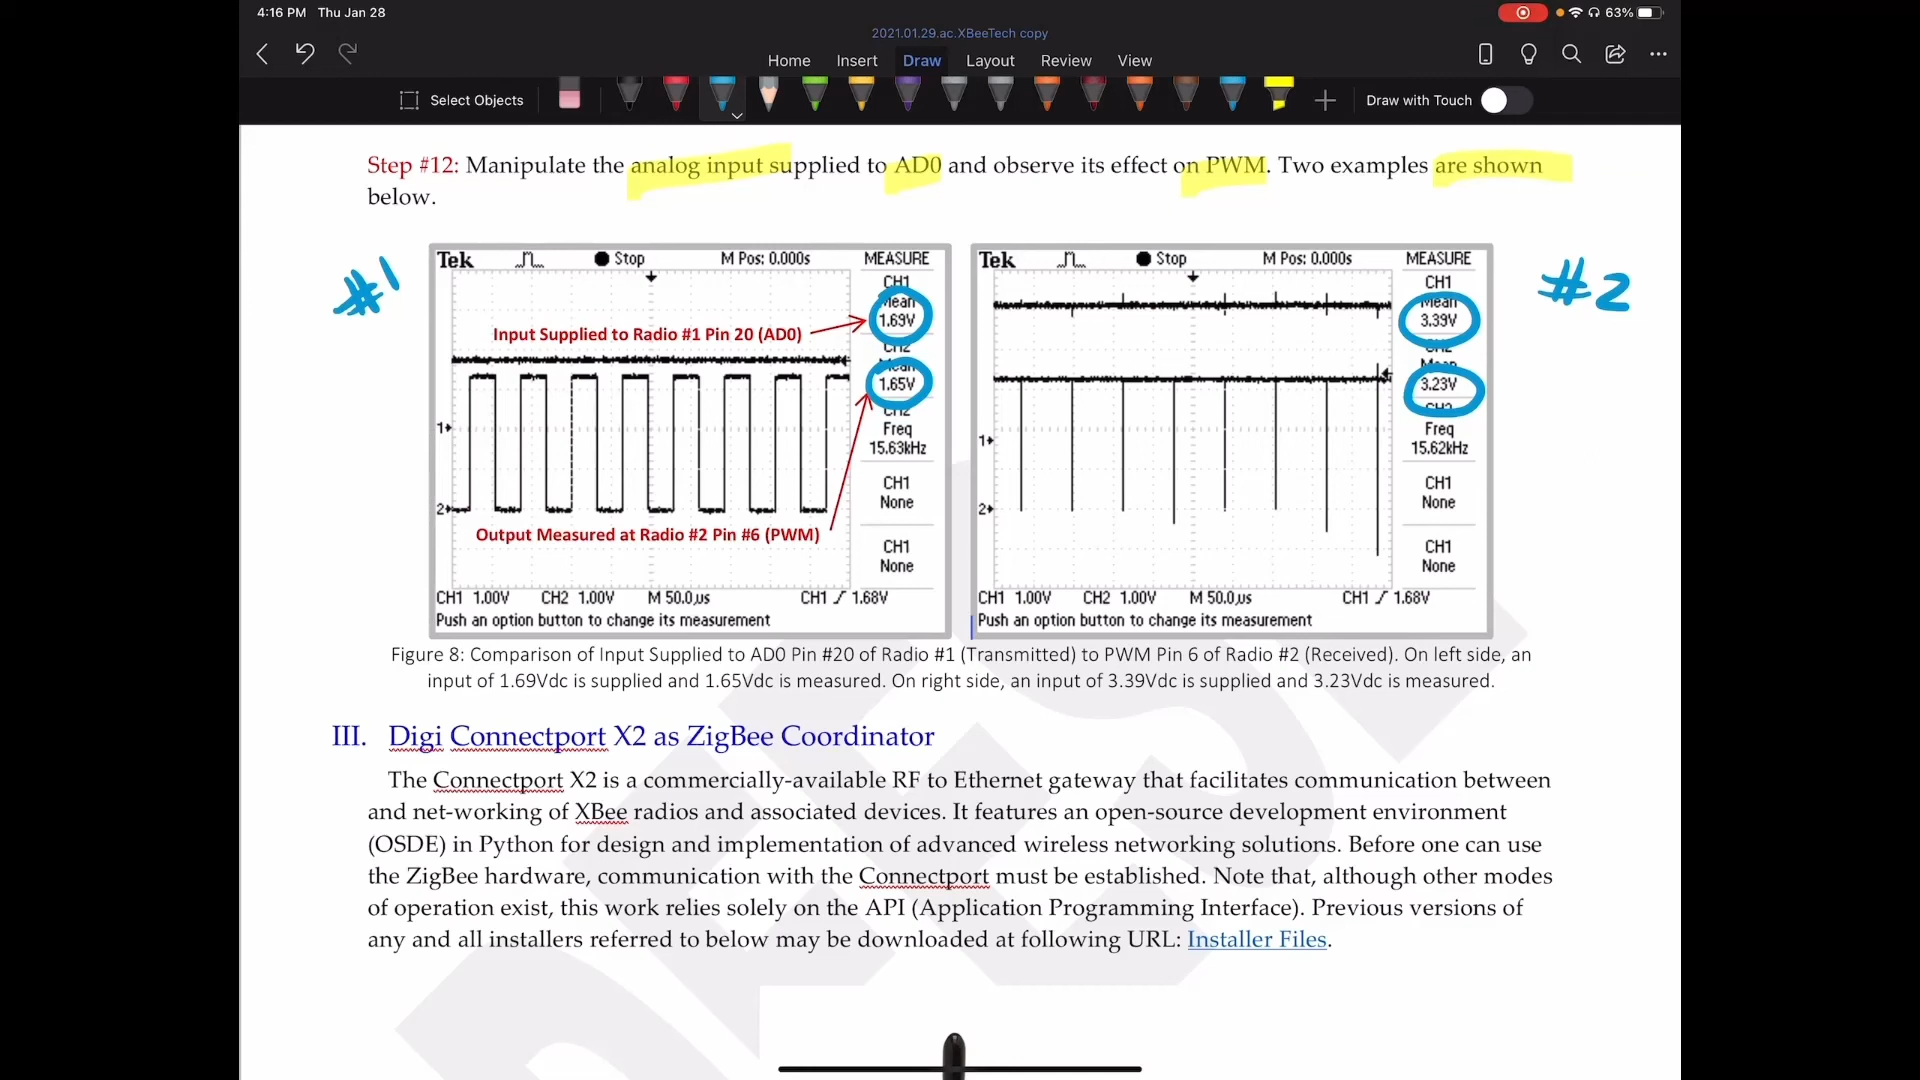 4:16 PM Thu Jan 28
63%
2021.01.29.ac.XBeeTech copy
Home Insert Draw Layout Review View
Select Objects
Draw with Touch
Step #12: Manipulate the analog input supplied to AD0 and observe its effect on PWM. Two examples are shown
below.
#1
Tek Stop M Pos: 0.000s MEASURE
CH1
Mean
1.69V
Input Supplied to Radio #1 Pin 20 (AD0)
CH2
Mean
1.65V
CH2
Freq
15.63kHz
1
CH1
None
2
Output Measured at Radio #2 Pin #6 (PWM)
CH1
None
CH1 1.00V CH2 1.00V M 50.0µs CH1 1.68V
Push an option button to change its measurement
#2
Tek Stop M Pos: 0.000s MEASURE
CH1
Mean
3.39V
CH2
Mean
3.23V
CH2
Freq
15.62kHz
1
CH1
None
2
CH1
None
CH1 1.00V CH2 1.00V M 50.0µs CH1 1.68V
Push an option button to change its measurement
Figure 8: Comparison of Input Supplied to AD0 Pin #20 of Radio #1 (Transmitted) to PWM Pin 6 of Radio #2 (Received). On left side, an
input of 1.69Vdc is supplied and 1.65Vdc is measured. On right side, an input of 3.39Vdc is supplied and 3.23Vdc is measured.
III. Digi Connectport X2 as ZigBee Coordinator
The Connectport X2 is a commercially-available RF to Ethernet gateway that facilitates communication between
and net-working of XBee radios and associated devices. It features an open-source development environment
(OSDE) in Python for design and implementation of advanced wireless networking solutions. Before one can use
the ZigBee hardware, communication with the Connectport must be established. Note that, although other modes
of operation exist, this work relies solely on the API (Application Programming Interface). Previous versions of
any and all installers referred to below may be downloaded at following URL: Installer Files.